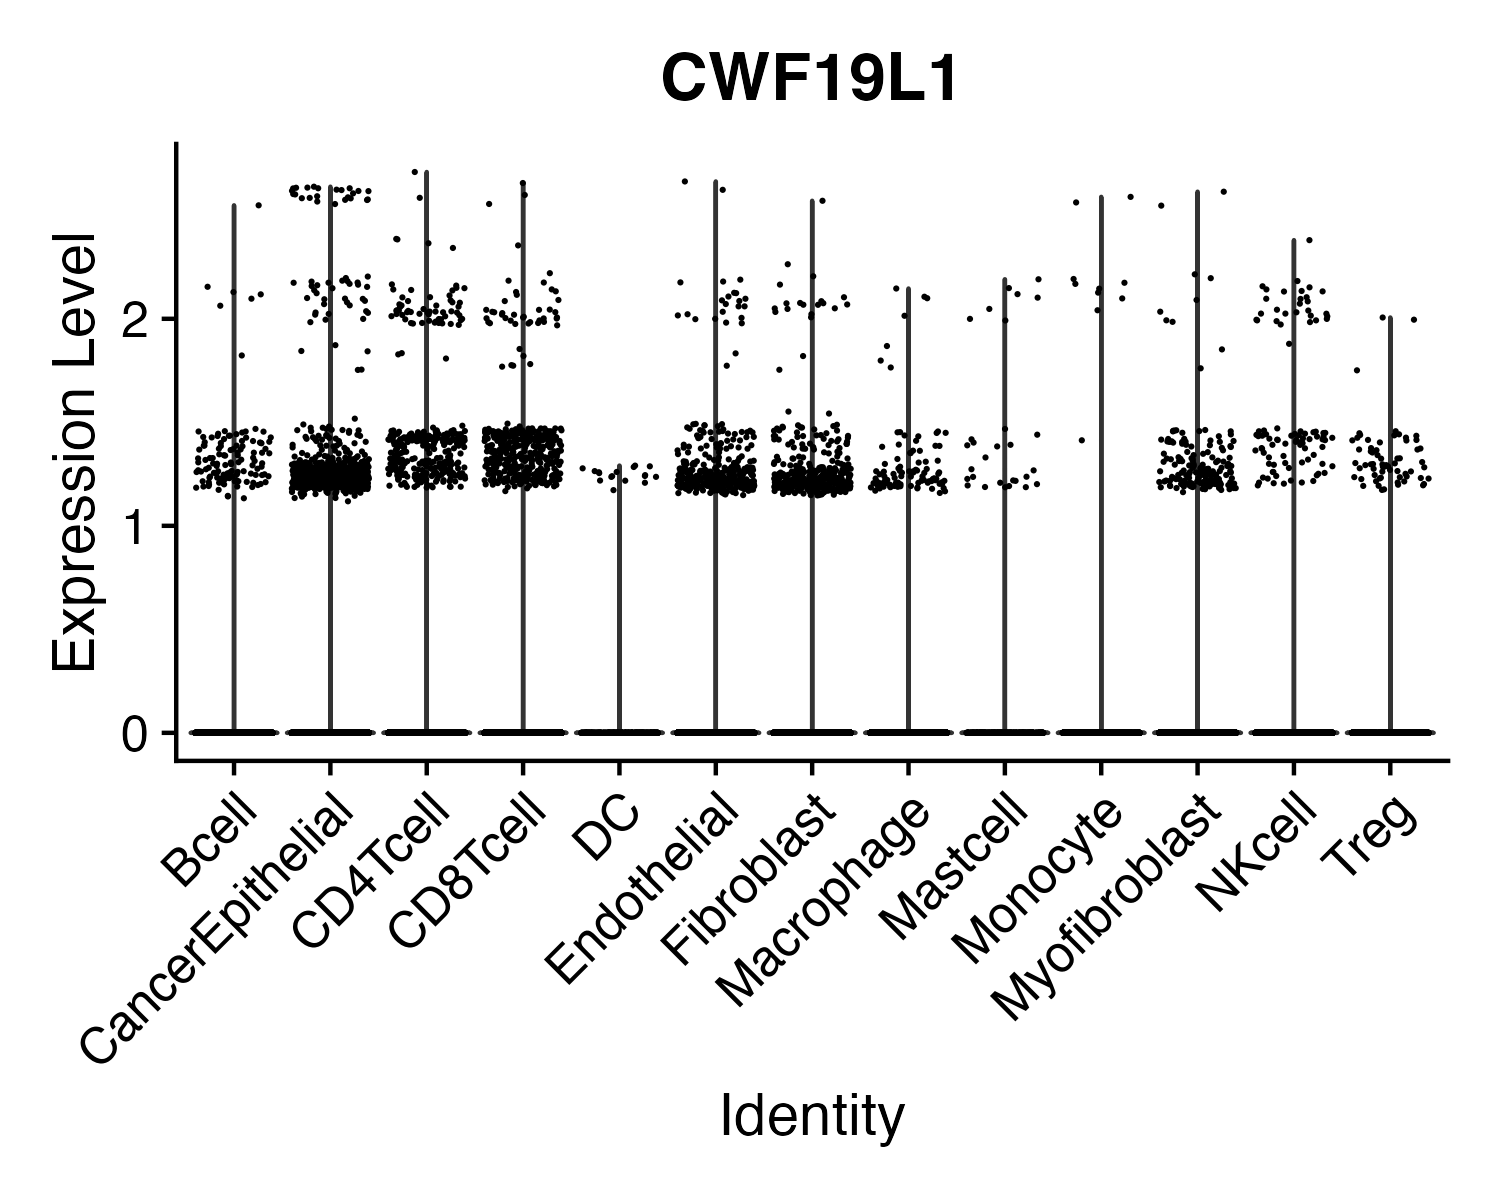 CWF19L1
Expression Level
2
1
0
Bcell
CancerEpithelial
CD4Tcell
CD8Tcell
DC
Endothelial
Fibroblast
Macrophage
Mastcell
Monocyte
Myofibroblast
NKcell
Treg
Identity